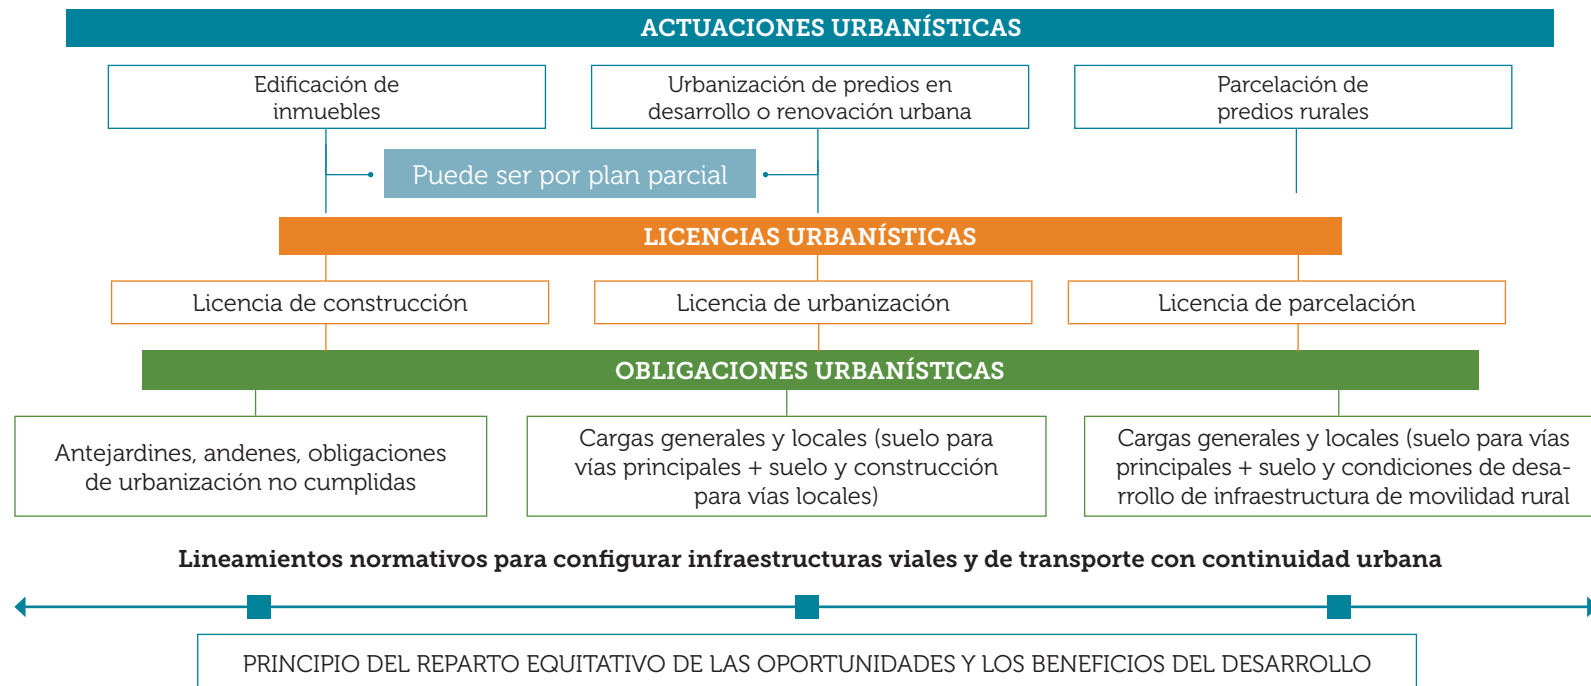 ACTUACIONES URBANÍSTICAS
Edificación de
inmuebles
Urbanización de predios en
desarrollo o renovación urbana
Parcelación de
predios rurales
Puede ser por plan parcial
LICENCIAS URBANÍSTICAS
Licencia de construcción
Licencia de urbanización
Licencia de parcelación
OBLIGACIONES URBANÍSTICAS
Antejardines, andenes, obligaciones
de urbanización no cumplidas
Cargas generales y locales (suelo para
vías principales + suelo y construcción
para vías locales)
Cargas generales y locales (suelo para vías
principales + suelo y condiciones de desa-
rrollo de infraestructura de movilidad rural
Lineamientos normativos para configurar infraestructuras viales y de transporte con continuidad urbana
PRINCIPIO DEL REPARTO EQUITATIVO DE LAS OPORTUNIDADES Y LOS BENEFICIOS DEL DESARROLLO